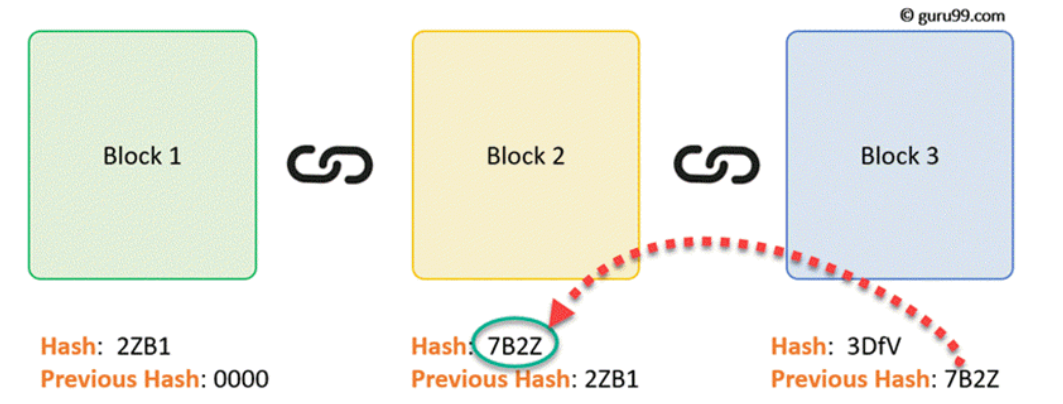 © guru99.com
Block 1
Block 2
Block 3
Hash: 2ZB1
Previous Hash: 0000
Hash: 7B2Z
Previous Hash: 2ZB1
Hash: 3DfV
Previous Hash: 7B2Z